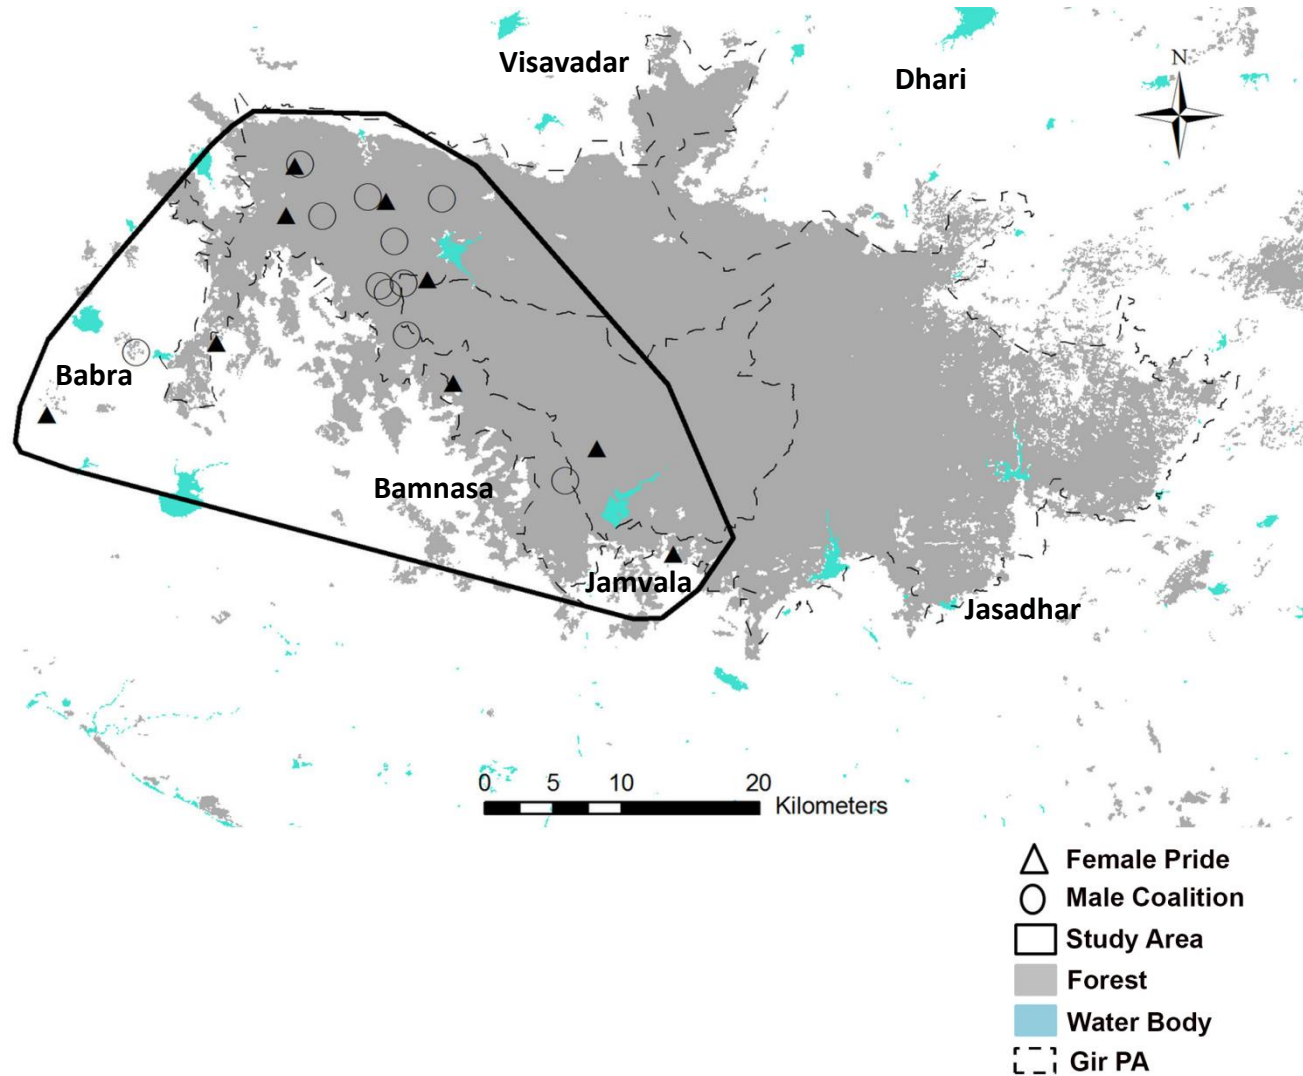 Visavadar
Dhari
N
Babra
Bamnasa
Jamvala
Jasadhar
0 5 10 20
Kilometers
Female Pride
Male Coalition
Study Area
Forest
Water Body
Gir PA